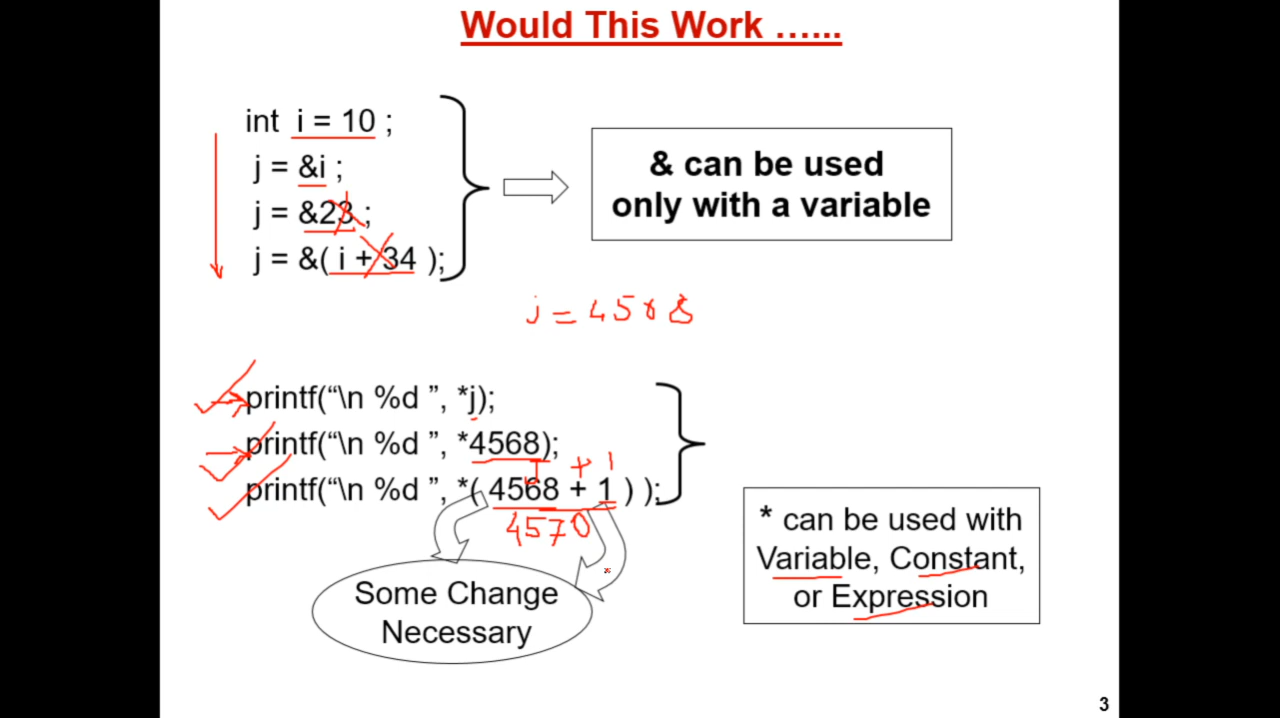 Would This Work …...
int i = 10 ;
j = &i ;
j = &23 ;
j = &( i + 34 );
& can be used
only with a variable
j = 4568
printf(“\n %d ”, *j);
printf(“\n %d ”, *4568);
j + 1
printf(“\n %d ”, *( 4568 + 1 ) );
4570
Some Change
Necessary
* can be used with
Variable, Constant,
or Expression
3